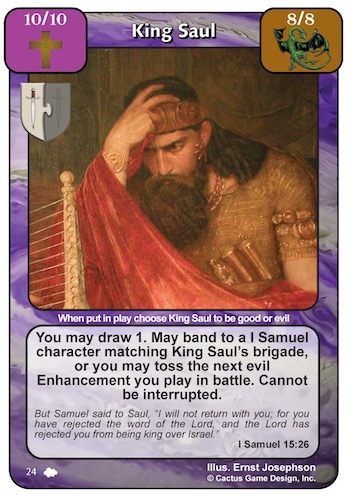 10/10
King Saul
8/8
When put in play choose King Saul to be good or evil
You may draw 1. May band to a I Samuel
character matching King Saul's brigade,
or you may toss the next evil
Enhancement you play in battle. Cannot
be interrupted.
But Samuel said to Saul, “I will not return with you; for you
have rejected the word of the Lord, and the Lord has
rejected you from being king over Israel.”
I Samuel 15:26
24
Illus. Ernst Josephson
© Cactus Game Design, Inc.